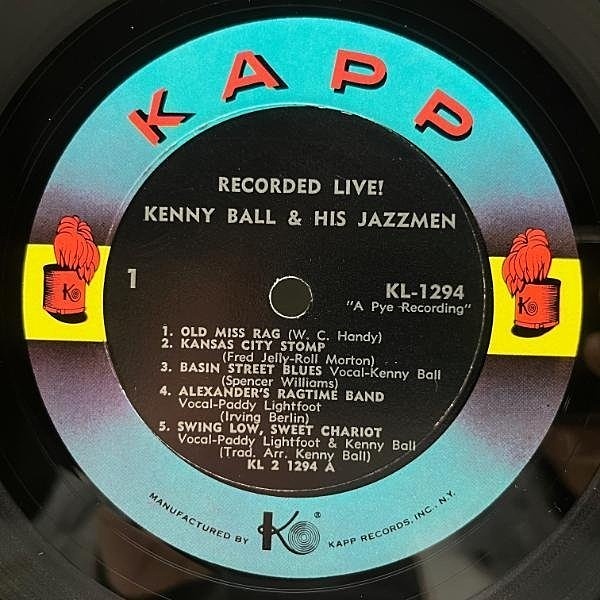 KAPP
RECORDED LIVE!
KENNY BALL & HIS JAZZMEN
1
KL-1294
"A Pye Recording"
1. OLD MISS RAG (W. C. Handy)
2. KANSAS CITY STOMP
(Fred Jelly-Roll Morton)
3. BASIN STREET BLUES Vocal-Kenny Ball
(Spencer Williams)
4. ALEXANDER'S RAGTIME BAND
Vocal-Paddy Lightfoot
(Irving Berlin)
5. SWING LOW, SWEET CHARIOT
Vocal-Paddy Lightfoot & Kenny Ball
(Trad. Arr. Kenny Ball)
KL 2 1294 A
K
K
MANUFACTURED BY K ® KAPP RECORDS, INC., N.Y.